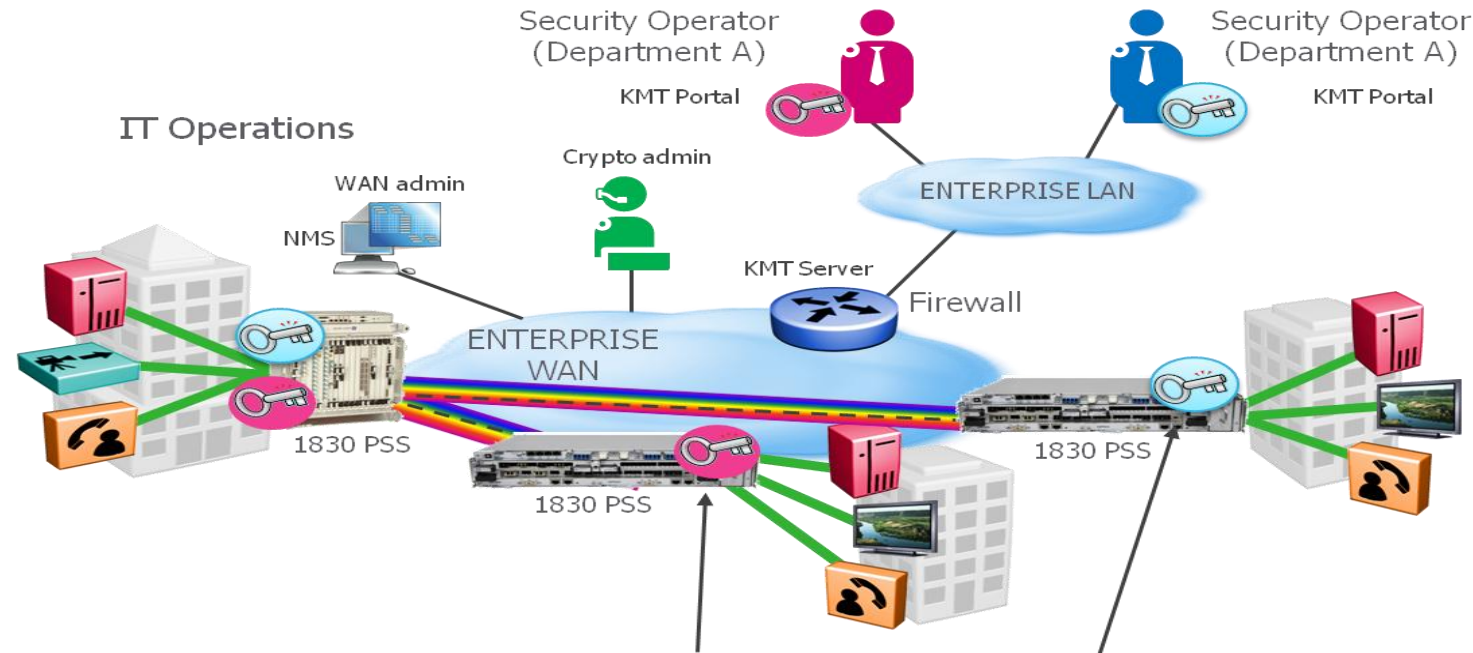 Security Operator
(Department A)
KMT Portal
Security Operator
(Department A)
KMT Portal
IT Operations
Crypto admin
WAN admin
NMS
ENTERPRISE LAN
KMT Server
Firewall
ENTERPRISE
WAN
1830 PSS
1830 PSS
1830 PSS